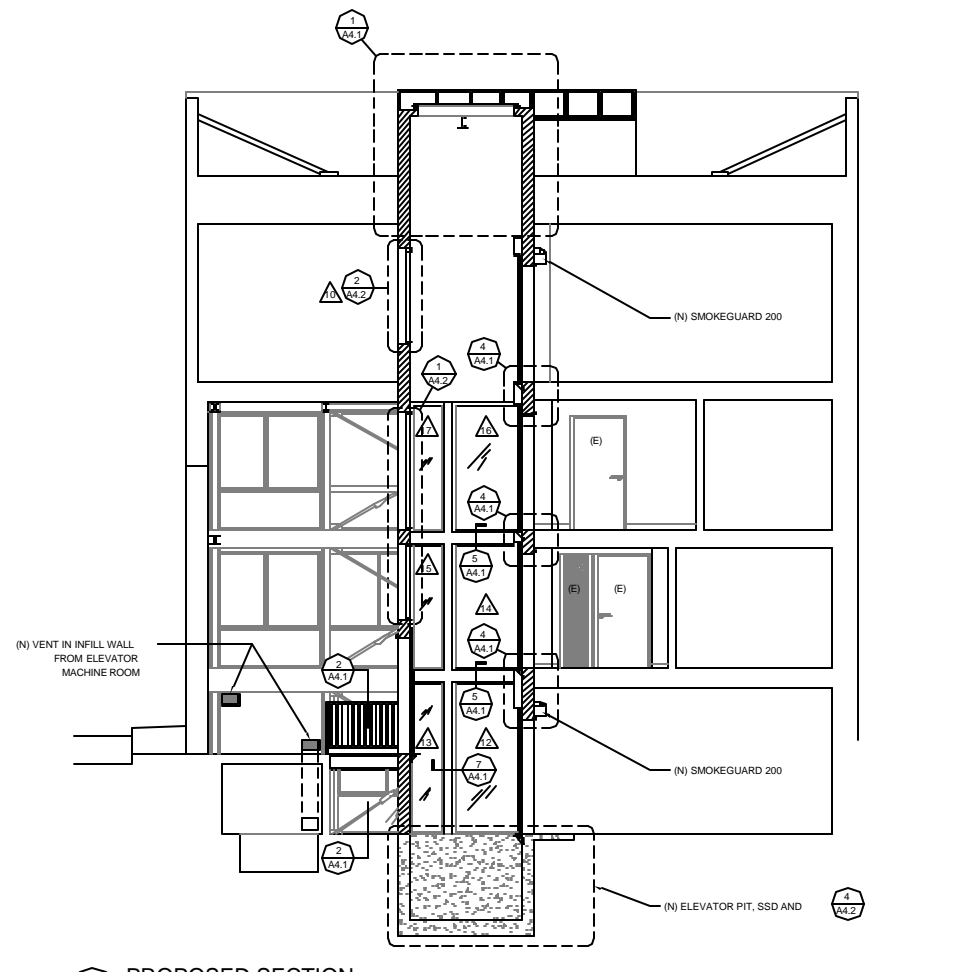 1
A4.1
2
A4.2
10
(N) SMOKEGUARD 200
4
A4.1
1
A4.2
17
16
(E)
4
A4.1
5
A4.1
15
14
(E)
(E)
4
A4.1
(N) VENT IN INFILL WALL
FROM ELEVATOR
MACHINE ROOM
2
A4.1
5
A4.1
13
12
7
A4.1
(N) SMOKEGUARD 200
2
A4.1
(N) ELEVATOR PIT, SSD AND
4
A4.2
PROPOSED SECTION